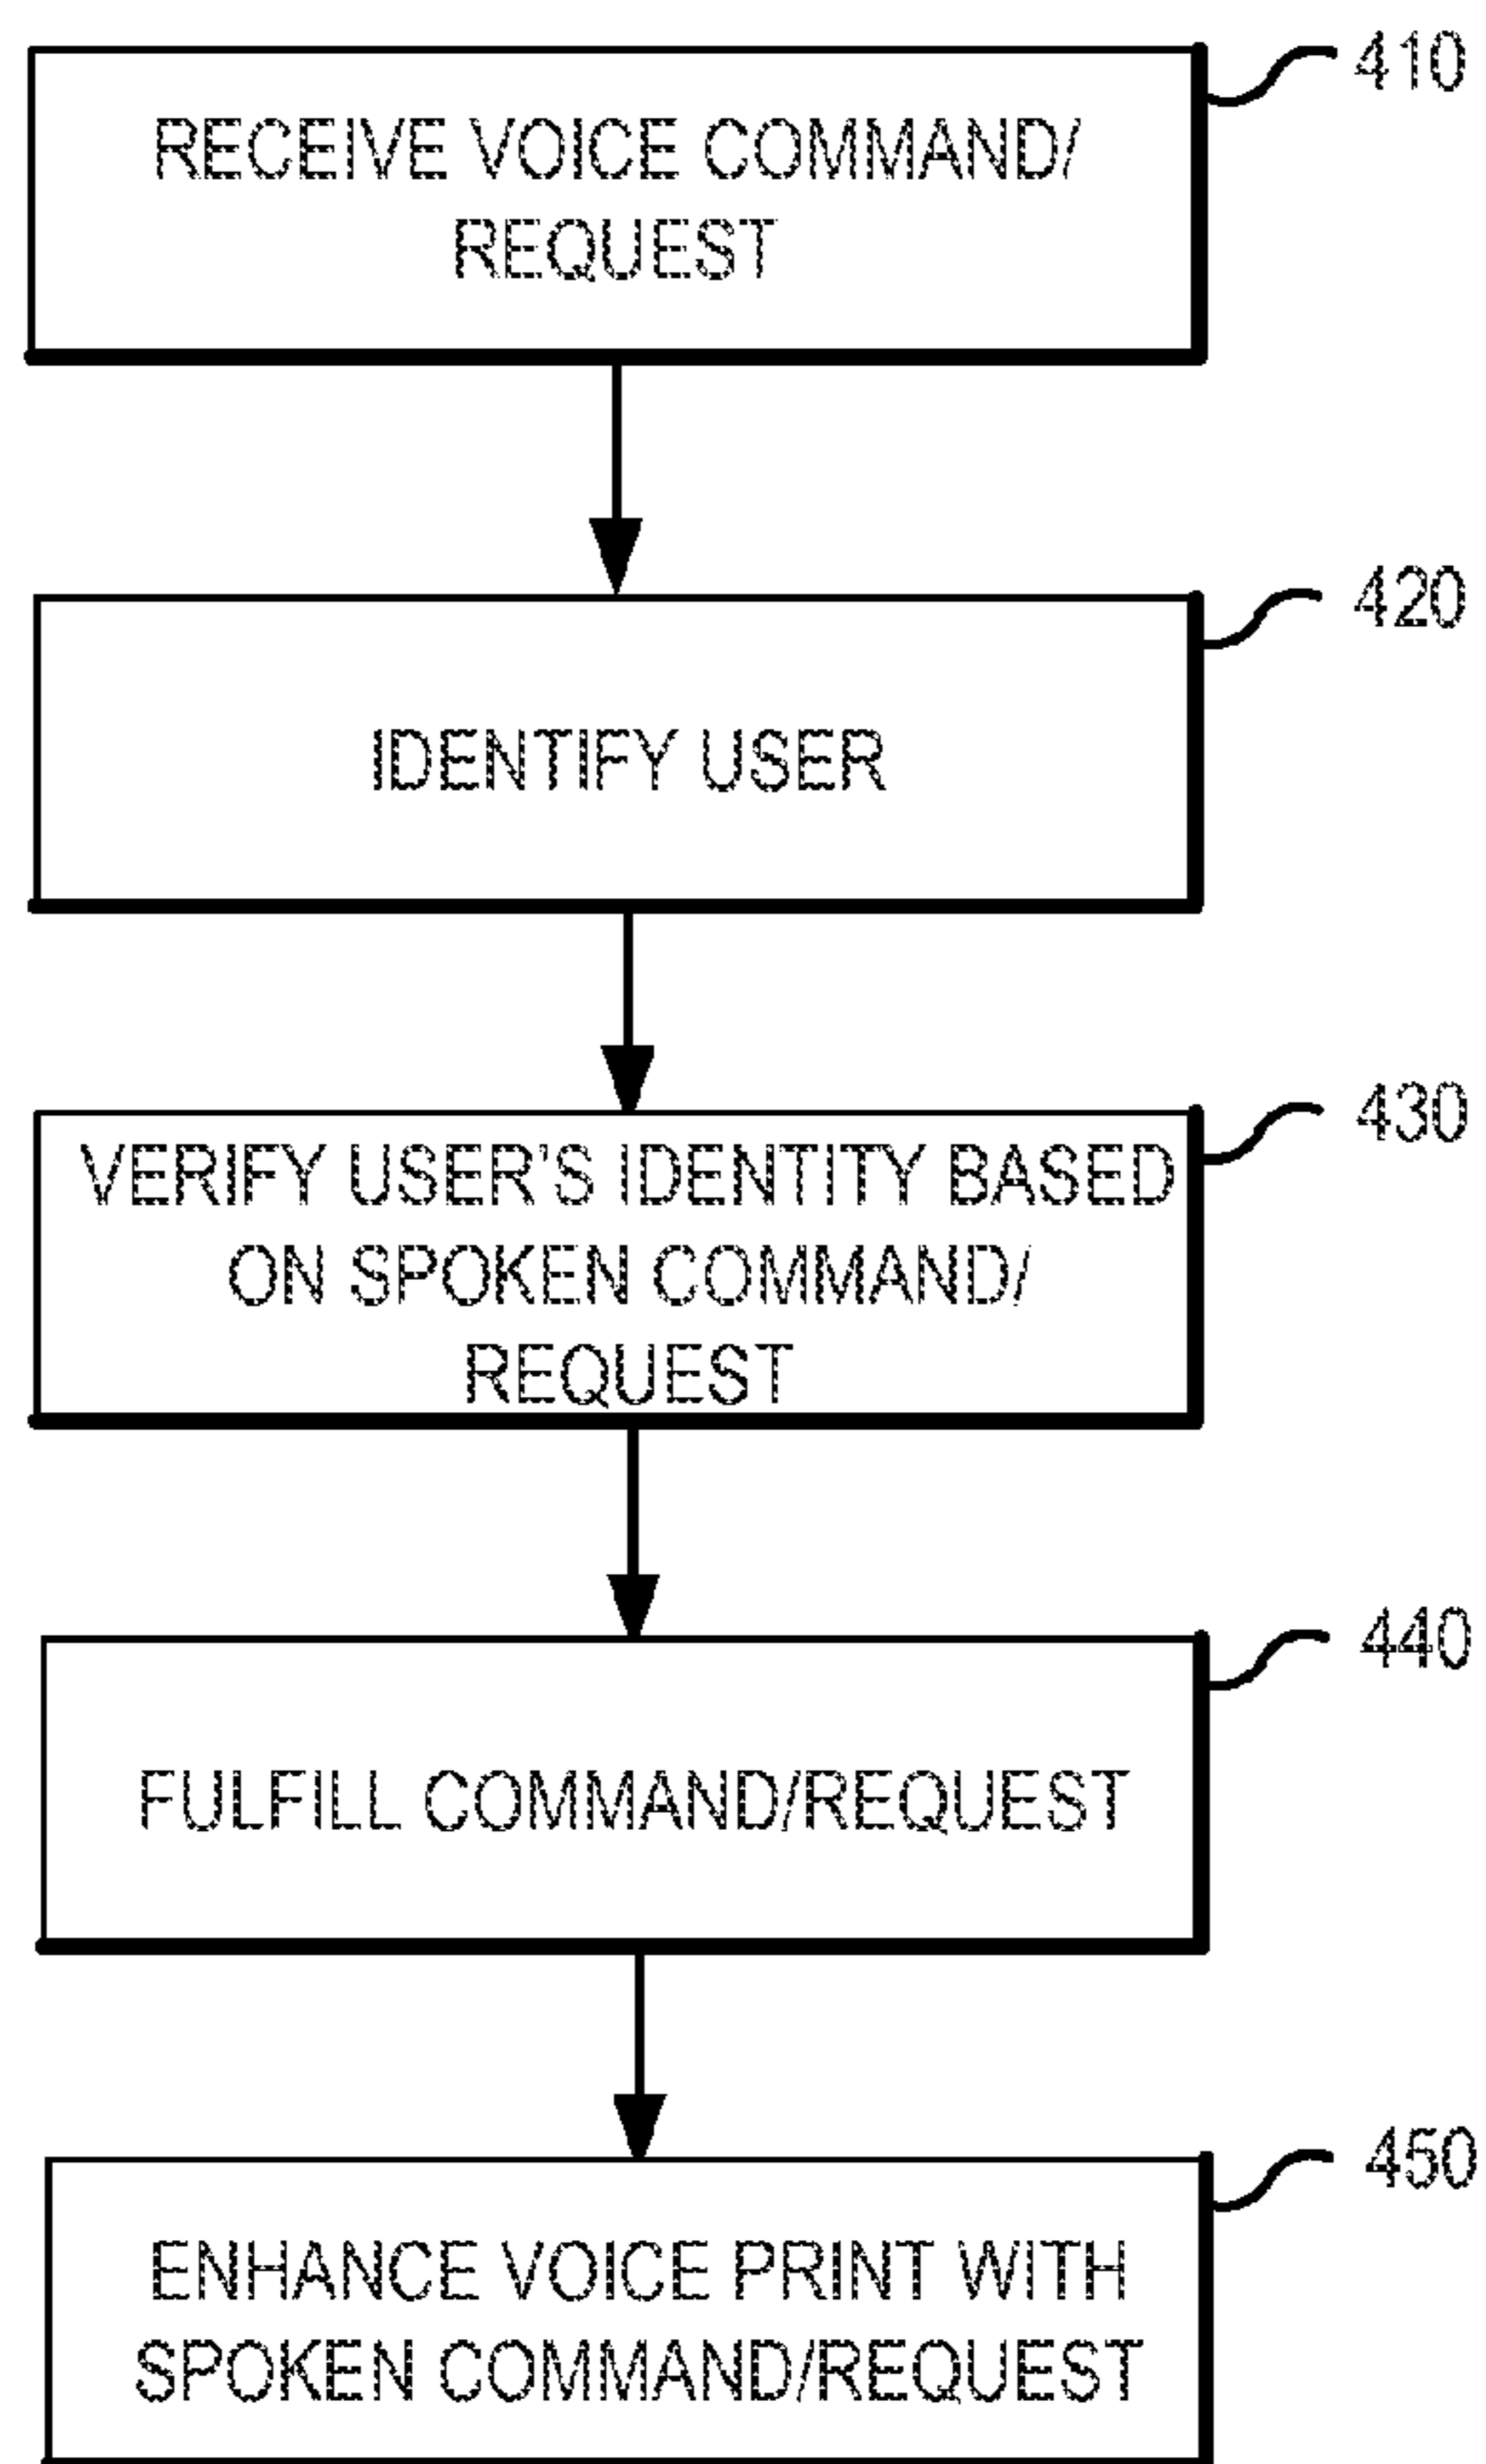 410
RECEIVE VOICE COMMAND/
REQUEST
420
IDENTIFY USER
430
VERIFY USER'S IDENTITY BASED
ON SPOKEN COMMAND/
REQUEST
440
FULFILL COMMAND/REQUEST
450
ENHANCE VOICE PRINT WITH
SPOKEN COMMAND/REQUEST